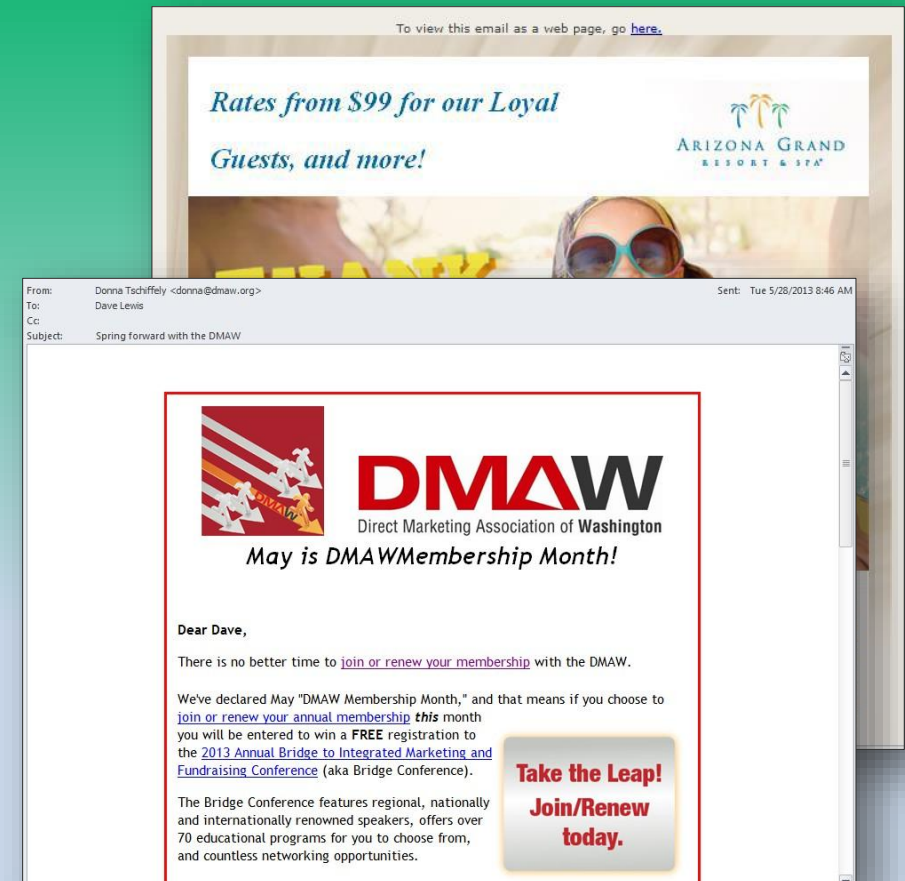 To view this email as a web page, go here.
Rates from $99 for our Loyal
Guests, and more!
ARIZONA GRAND
RESORT & SPA
THANK
From: Donna Tschiffely <donna@dmaw.org> Sent: Tue 5/28/2013 8:46 AM
To: Dave Lewis
Cc:
Subject: Spring forward with the DMAW
DMAW
DMAW
Direct Marketing Association of Washington
May is DMAWMembership Month!
Dear Dave,
There is no better time to join or renew your membership with the DMAW.
We've declared May "DMAW Membership Month," and that means if you choose to
join or renew your annual membership this month
you will be entered to win a FREE registration to
the 2013 Annual Bridge to Integrated Marketing and
Fundraising Conference (aka Bridge Conference).
The Bridge Conference features regional, nationally
and internationally renowned speakers, offers over
70 educational programs for you to choose from,
and countless networking opportunities.
Take the Leap!
Join/Renew
today.